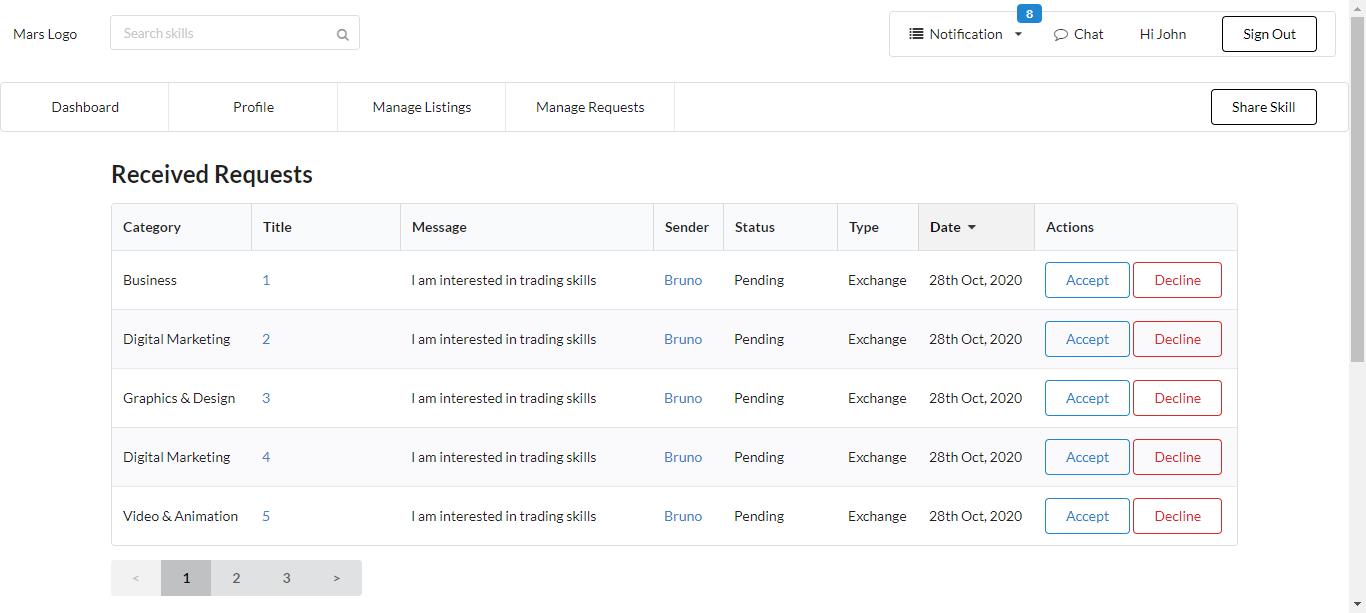 Mars Logo Search skills Notification 8 Chat Hi John Sign Out
Dashboard Profile Manage Listings Manage Requests Share Skill
Received Requests
Category Title Message Sender Status Type Date Actions
Business 1 I am interested in trading skills Bruno Pending Exchange 28th Oct, 2020 Accept Decline
Digital Marketing 2 I am interested in trading skills Bruno Pending Exchange 28th Oct, 2020 Accept Decline
Graphics & Design 3 I am interested in trading skills Bruno Pending Exchange 28th Oct, 2020 Accept Decline
Digital Marketing 4 I am interested in trading skills Bruno Pending Exchange 28th Oct, 2020 Accept Decline
Video & Animation 5 I am interested in trading skills Bruno Pending Exchange 28th Oct, 2020 Accept Decline
< 1 2 3 >